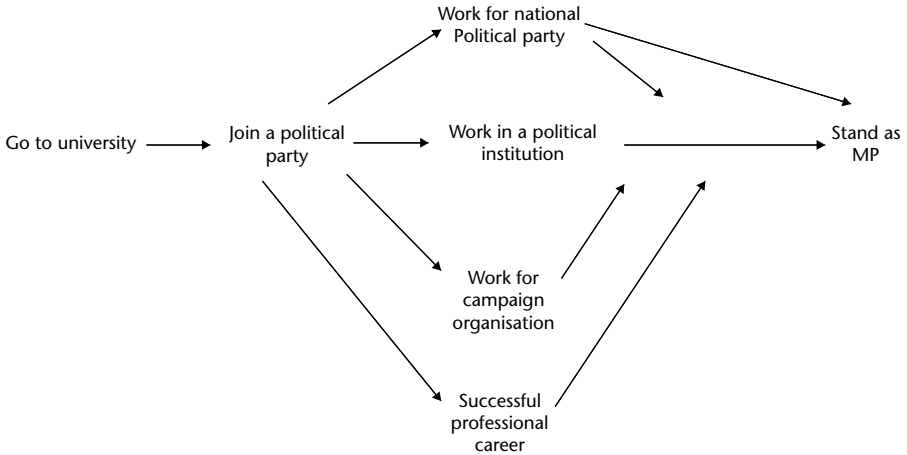 Work for national
Political party
Go to university
Join a political
party
Work in a political
institution
Stand as
MP
Work for
campaign
organisation
Successful
professional
career